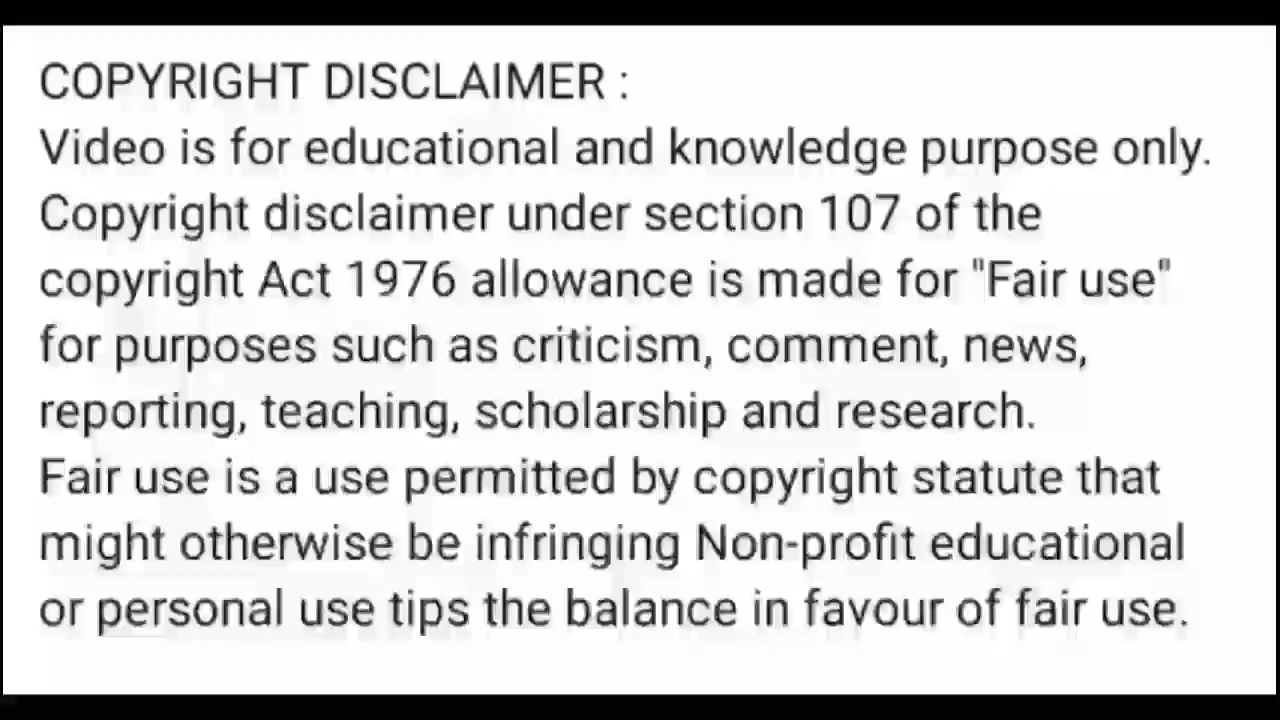 COPYRIGHT DISCLAIMER :
Video is for educational and knowledge purpose only.
Copyright disclaimer under section 107 of the
copyright Act 1976 allowance is made for "Fair use"
for purposes such as criticism, comment, news,
reporting, teaching, scholarship and research.
Fair use is a use permitted by copyright statute that
might otherwise be infringing Non-profit educational
or personal use tips the balance in favour of fair use.